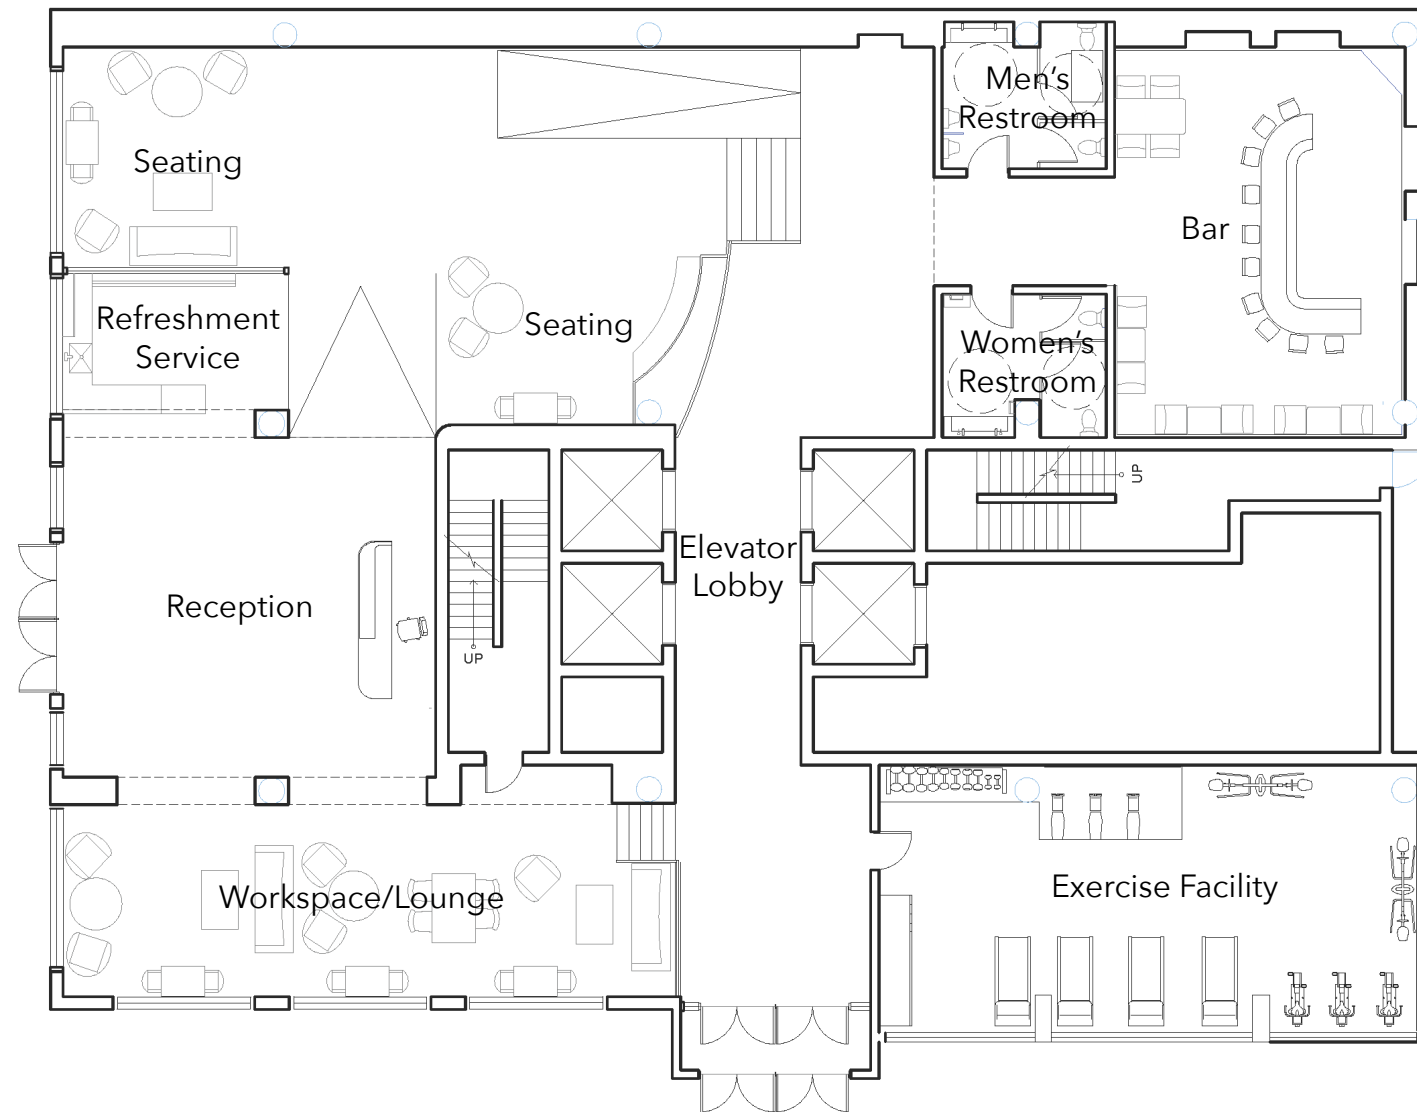 Men's
Restroom
Seating
Bar
Refreshment
Service
Seating
Women's
Restroom
UP
Elevator
Lobby
Reception
UP
Workspace/Lounge
Exercise Facility